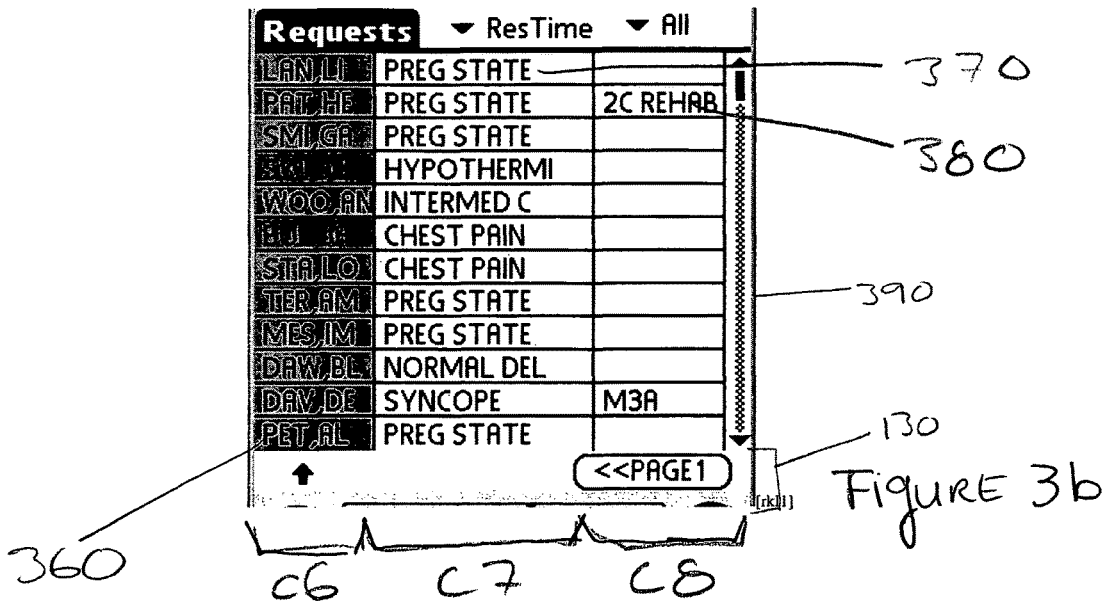 Requests ResTime All
LAN,LI PREG STATE 370
PAT,HE PREG STATE 2C REHAB
SMI,GA PREG STATE 380
HYPOTHERMI
WOO,AN INTERMED C
CHEST PAIN
STA,LO CHEST PAIN
TER,AM PREG STATE 390
MES,IM PREG STATE
DAW,BL NORMAL DEL
DAV,DE SYNCOPE M3A
PET,AL PREG STATE 130
<<PAGE1
FIGURE 3b
[rkl1]
360 C6 C7 C8